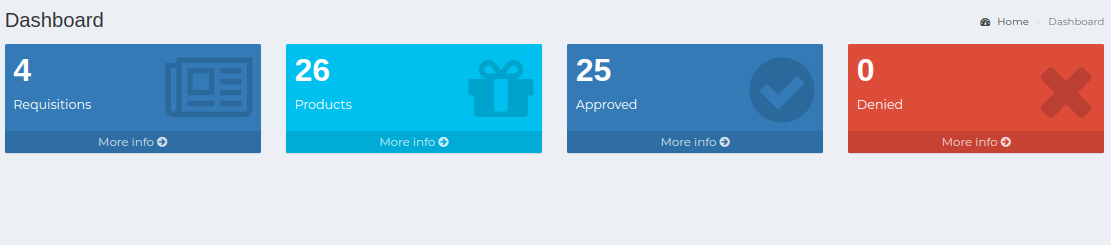 Dashboard
Home > Dashboard
4
Requisitions
More info
26
Products
More info
25
Approved
More info
0
Denied
More info